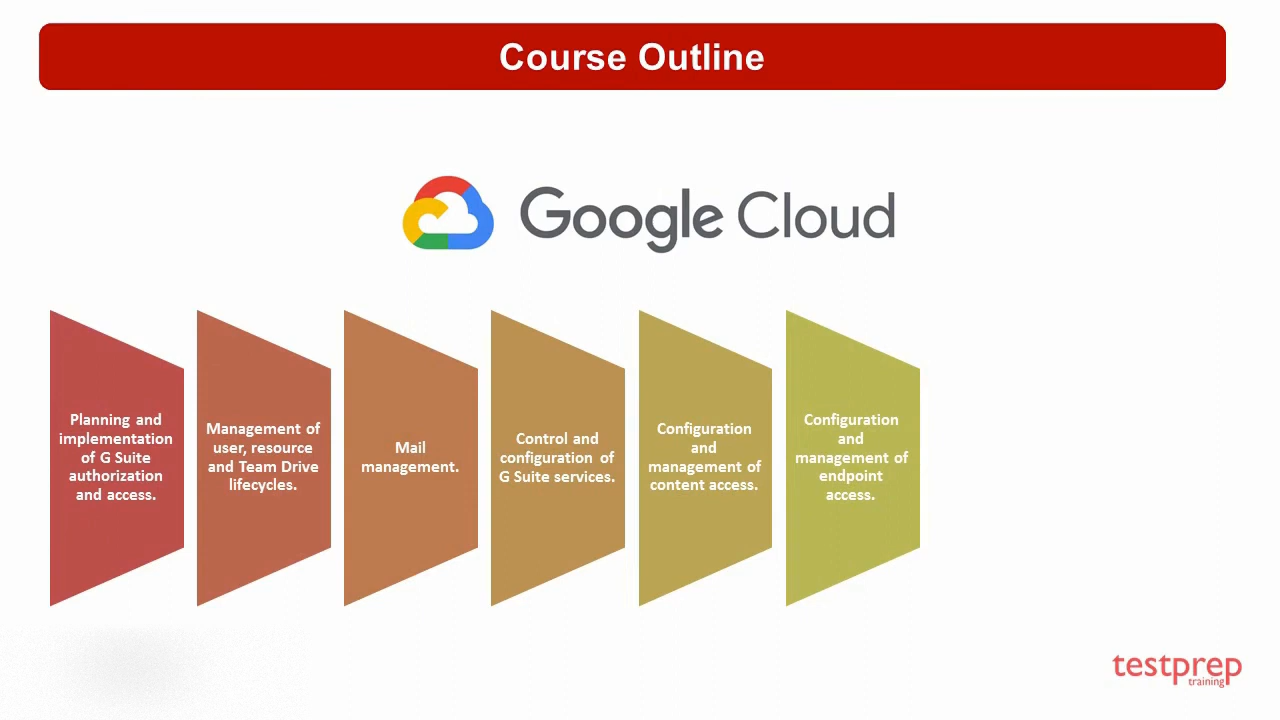 Course Outline
Google Cloud
Planning and
implementation
of G Suite
authorization
and access.
Management of
user, resource
and Team Drive
lifecycles.
Mail
management.
Control and
configuration of
G Suite services.
Configuration
and
management of
content access.
Configuration
and
management of
endpoint
access.
testprep
training